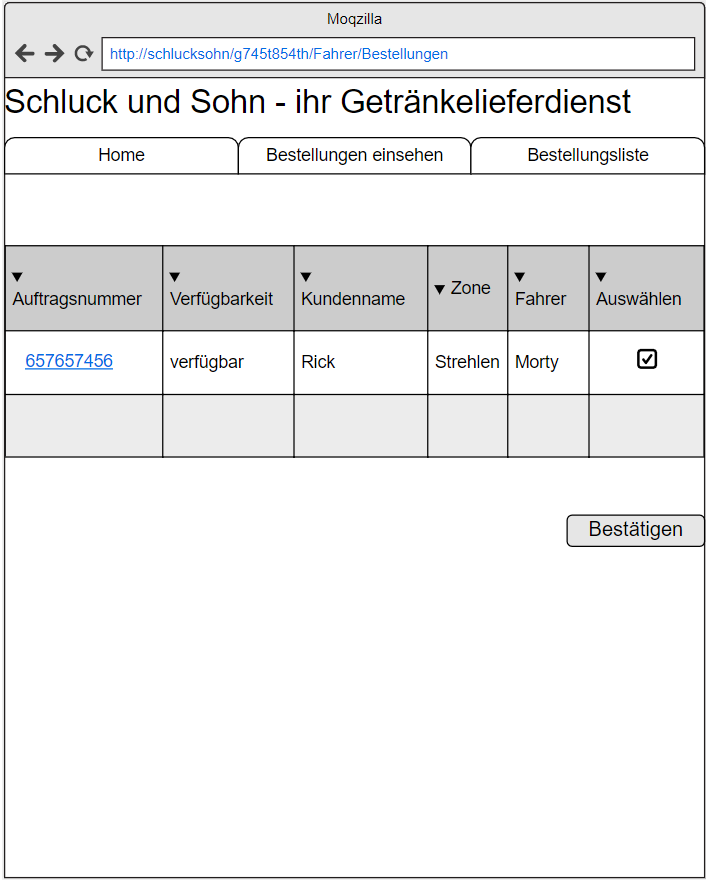 Moqzilla
http://schlucksohn/g745t854th/Fahrer/Bestellungen
Schluck und Sohn - ihr Getränkelieferdienst
Home Bestellungen einsehen Bestellungsliste
Auftragsnummer Verfügbarkeit Kundenname Zone Fahrer Auswählen
657657456 verfügbar Rick Strehlen Morty
Bestätigen